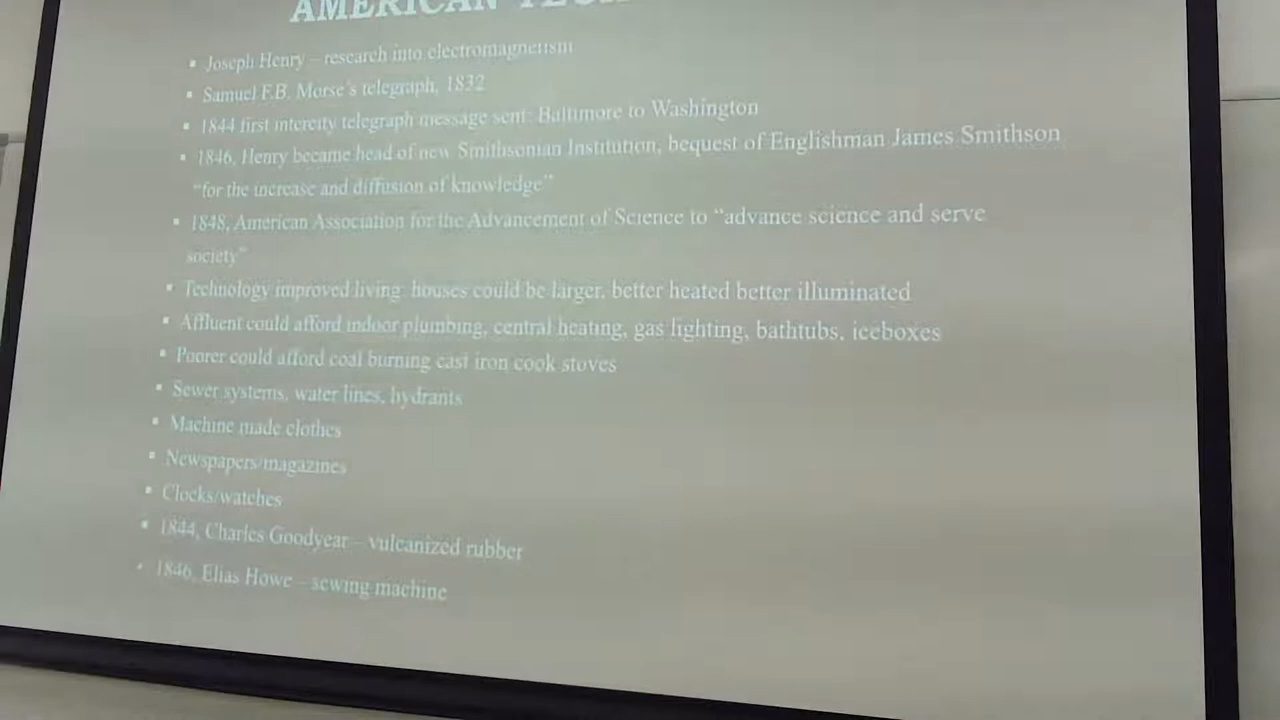 AMERICAN
▪ Joseph Henry – research into electromagnetism
▪ Samuel F.B. Morse's telegraph, 1832
▪ 1844 first intercity telegraph message sent: Baltimore to Washington
▪ 1846, Henry became head of new Smithsonian Institution, bequest of Englishman James Smithson
"for the increase and diffusion of knowledge"
▪ 1848, American Association for the Advancement of Science to "advance science and serve
society"
▪ Technology improved living: houses could be larger, better heated better illuminated
▪ Affluent could afford indoor plumbing, central heating, gas lighting, bathtubs, iceboxes
▪ Poorer could afford coal burning cast iron cook stoves
▪ Sewer systems, water lines, hydrants
▪ Machine made clothes
▪ Newspapers/magazines
▪ Clocks/watches
▪ 1844, Charles Goodyear – vulcanized rubber
▪ 1846, Elias Howe – sewing machine